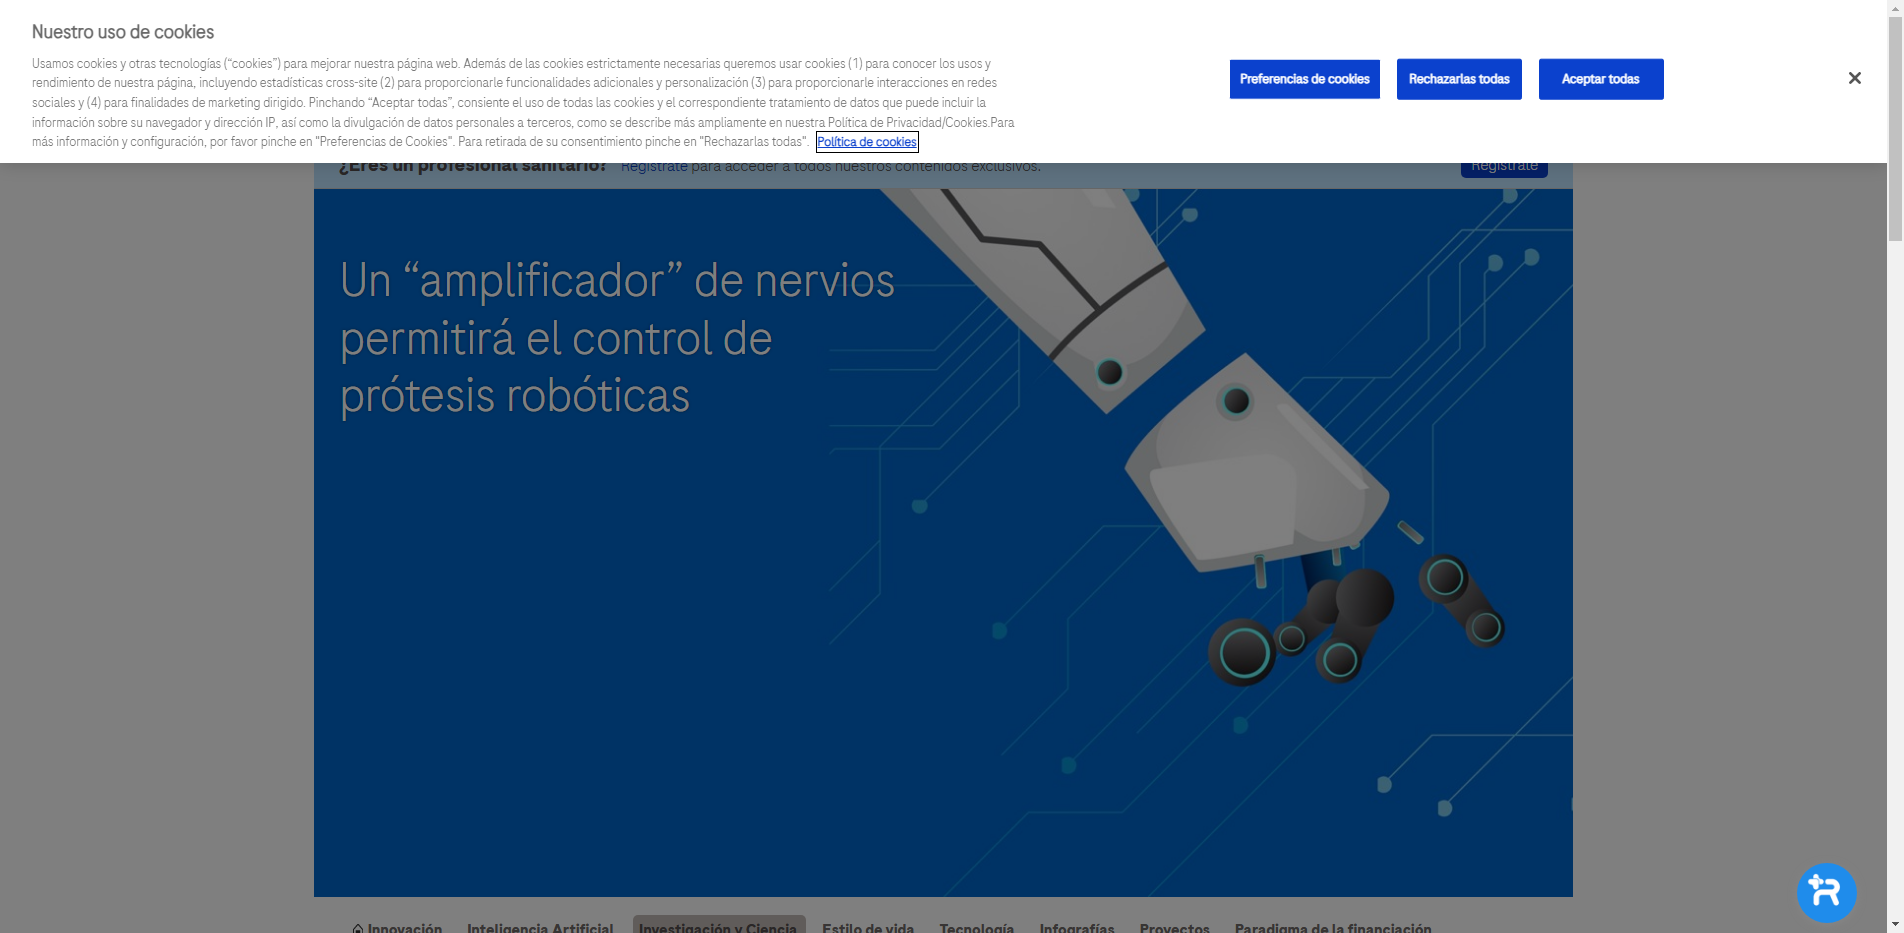 Nuestro uso de cookies
Usamos cookies y otras tecnologías (“cookies”) para mejorar nuestra página web. Además de las cookies estrictamente necesarias queremos usar cookies (1) para conocer los usos y
rendimiento de nuestra página, incluyendo estadísticas cross-site (2) para proporcionarle funcionalidades adicionales y personalización (3) para proporcionarle interacciones en redes
sociales y (4) para finalidades de marketing dirigido. Pinchando “Aceptar todas”, consiente el uso de todas las cookies y el correspondiente tratamiento de datos que puede incluir la
información sobre su navegador y dirección IP, así como la divulgación de datos personales a terceros, como se describe más ampliamente en nuestra Política de Privacidad/Cookies.Para
más información y configuración, por favor pinche en "Preferencias de Cookies". Para retirada de su consentimiento pinche en "Rechazarlas todas". Política de cookies
Preferencias de cookies
Rechazarlas todas
Aceptar todas
¿Eres un profesional sanitario? Regístrate para acceder a todos nuestros contenidos exclusivos.
Regístrate
Un “amplificador” de nervios
permitirá el control de
prótesis robóticas
Innovación
Inteligencia Artificial
Investigación y Ciencia
Estilo de vida
Tecnología
Infografías
Proyectos
Paradigma de la financiación